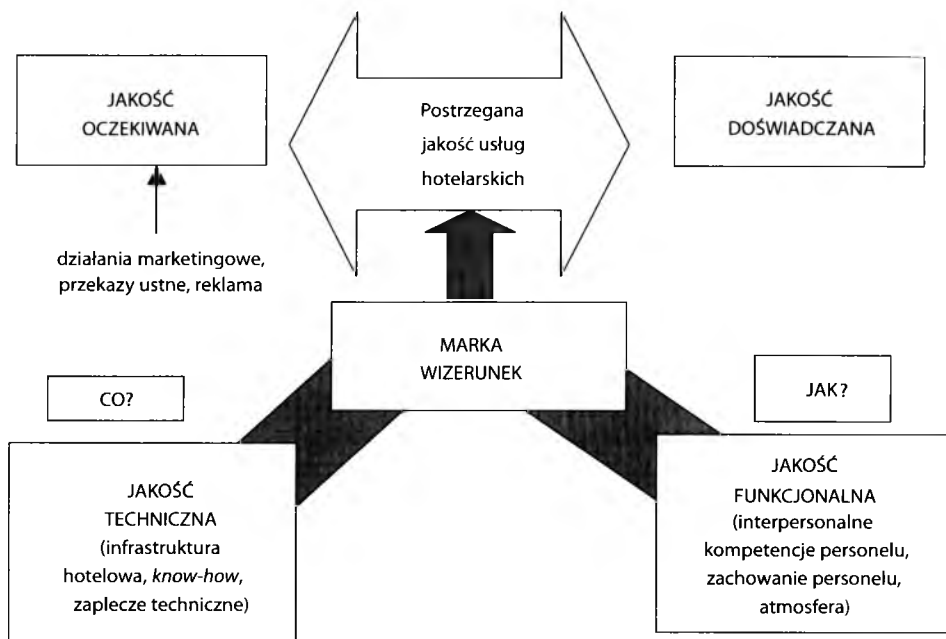 JAKOŚĆ
OCZEKIWANA
Postrzegana
jakość usług
hotelarskich
JAKOŚĆ
DOŚWIADCZANA
działania marketingowe,
przekazy ustne, reklama
MARKA
WIZERUNEK
CO?
JAK?
JAKOŚĆ
TECHNICZNA
(infrastruktura
hotelowa, know-how,
zaplecze techniczne)
JAKOŚĆ
FUNKCJONALNA
(interpersonalne
kompetencje personelu,
zachowanie personelu,
atmosfera)